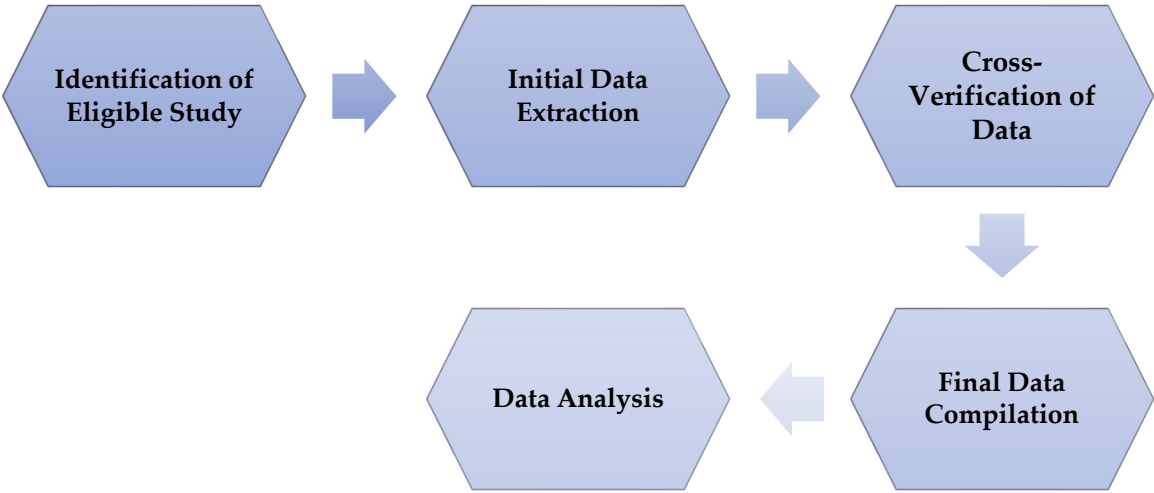 Identification of
Eligible Study
Initial Data
Extraction
Cross-
Verification of
Data
Final Data
Compilation
Data Analysis